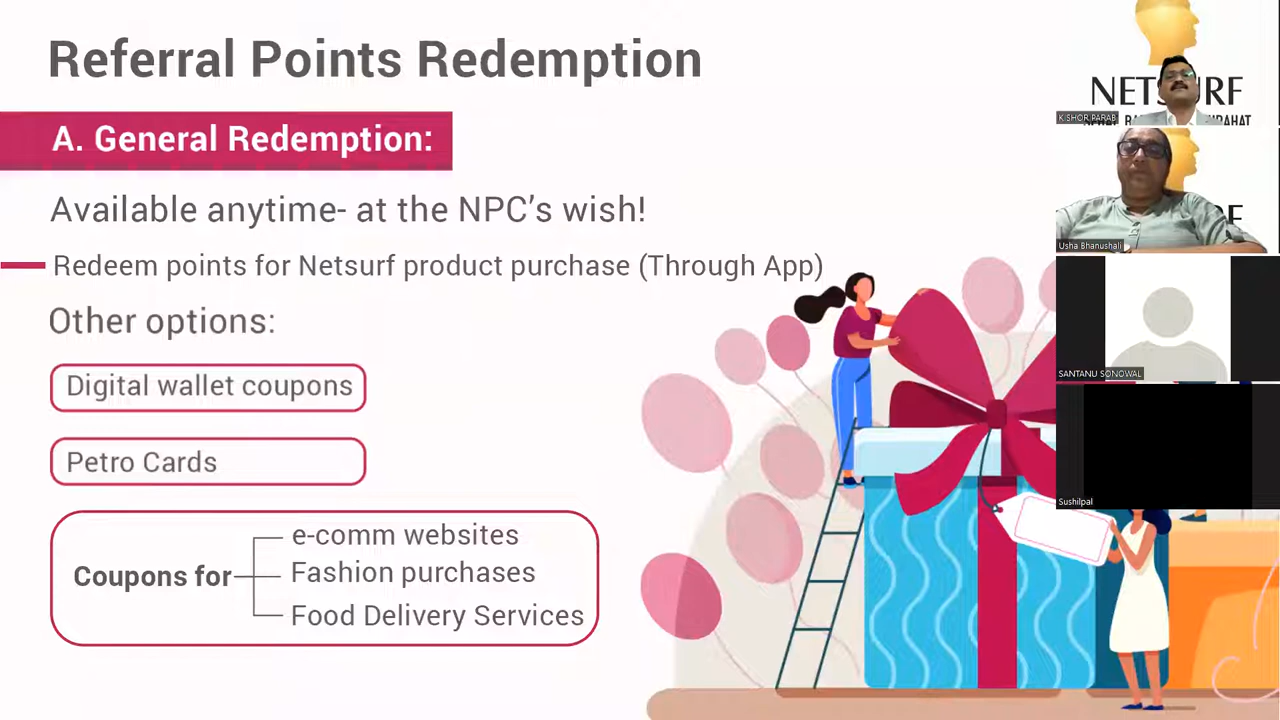 Referral Points Redemption
A. General Redemption:
Available anytime- at the NPC's wish!
Redeem points for Netsurf product purchase (Through App)
Other options:
Digital wallet coupons
Petro Cards
Coupons for
e-comm websites
Fashion purchases
Food Delivery Services
NETSURF
KISHOR PARAB
Usha Bhanushali
SANTANU SONOWAL
Sushilpal